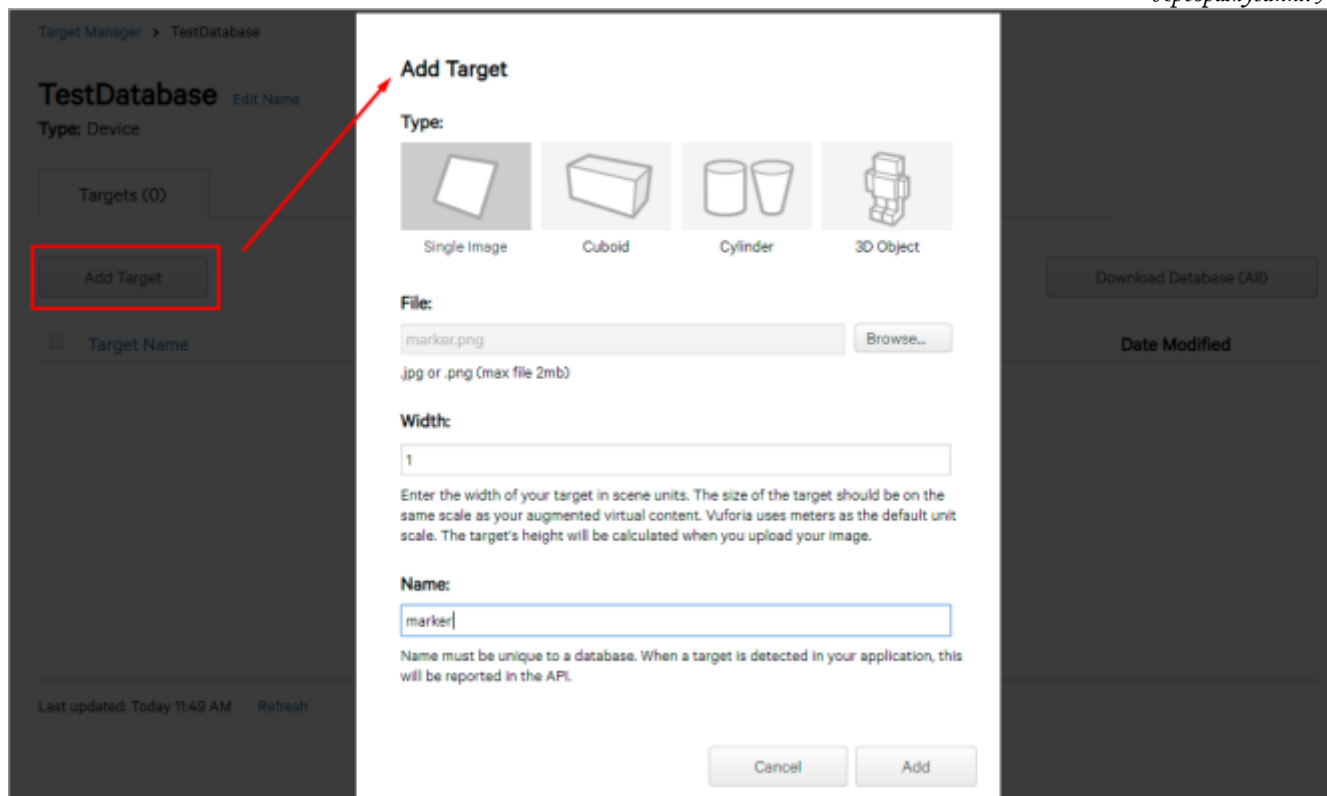 Target Manager > TestDatabase
TestDatabase Edit Name
Type: Device
Targets (0)
Add Target
Download Database (All)
Target Name
Date Modified
Last updated: Today 11:49 AM Refresh
Add Target
Type:
Single Image Cuboid Cylinder 3D Object
File:
marker.png Browse...
.jpg or .png (max file 2mb)
Width:
1
Enter the width of your target in scene units. The size of the target should be on the
same scale as your augmented virtual content. Vuforia uses meters as the default unit
scale. The target's height will be calculated when you upload your image.
Name:
marker
Name must be unique to a database. When a target is detected in your application, this
will be reported in the API.
Cancel Add